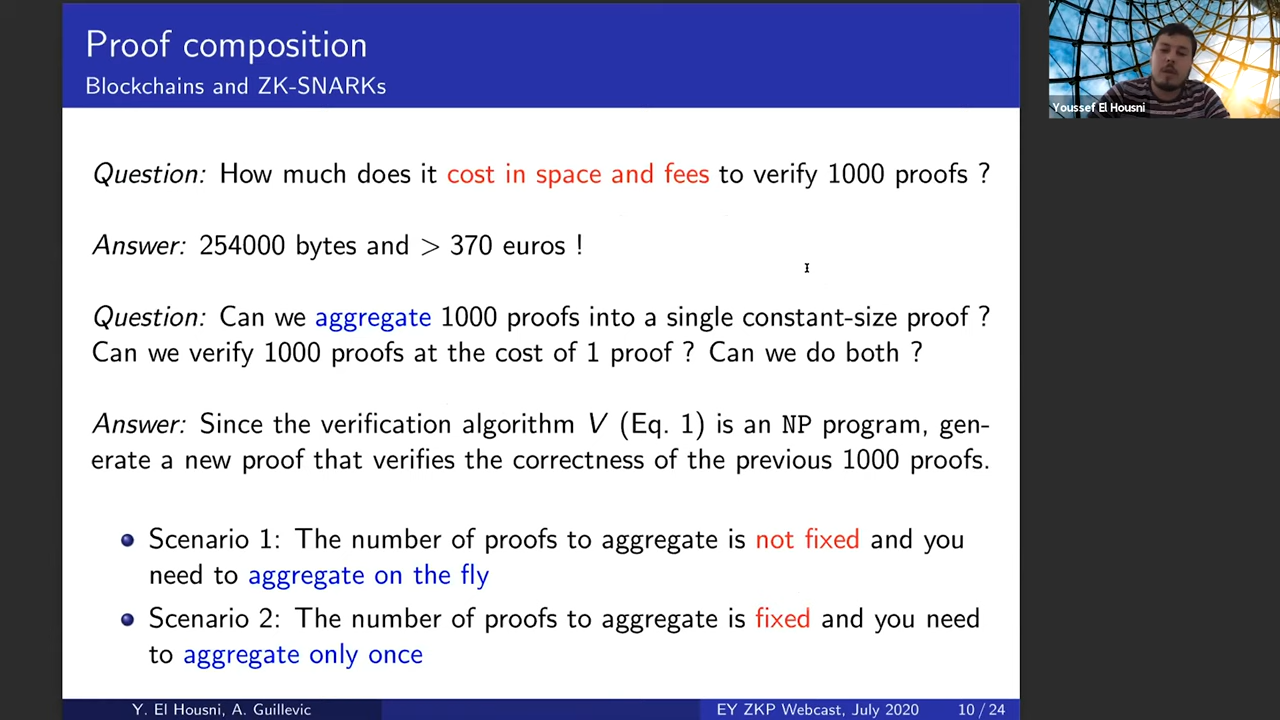 Proof composition
Blockchains and ZK-SNARKs
Youssef El Housni
Question: How much does it cost in space and fees to verify 1000 proofs ?
Answer: 254000 bytes and > 370 euros !
Question: Can we aggregate 1000 proofs into a single constant-size proof ?
Can we verify 1000 proofs at the cost of 1 proof ? Can we do both ?
Answer: Since the verification algorithm V (Eq. 1) is an NP program, gen-
erate a new proof that verifies the correctness of the previous 1000 proofs.
Scenario 1: The number of proofs to aggregate is not fixed and you
need to aggregate on the fly
Scenario 2: The number of proofs to aggregate is fixed and you need
to aggregate only once
Y. El Housni, A. Guillevic
EY ZKP Webcast, July 2020
10 / 24